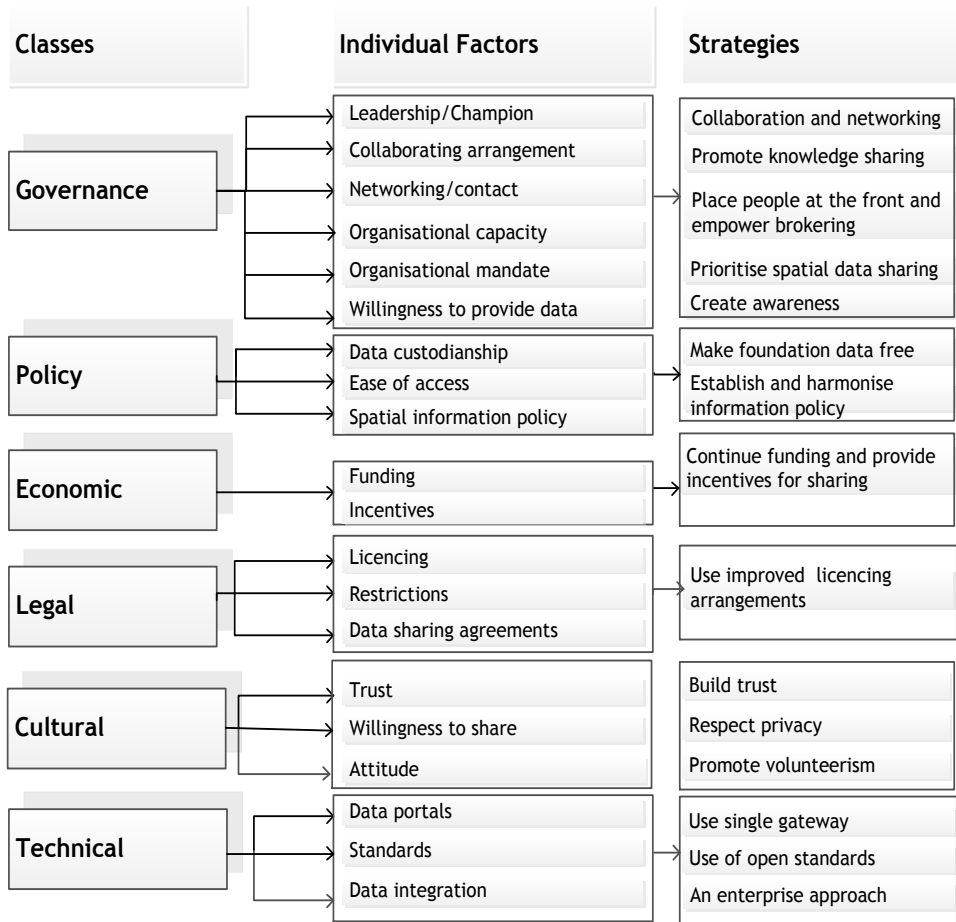 Classes
Individual Factors
Strategies
Governance
Leadership/Champion
Collaborating arrangement
Networking/contact
Organisational capacity
Organisational mandate
Willingness to provide data
Collaboration and networking
Promote knowledge sharing
Place people at the front and
empower brokering
Prioritise spatial data sharing
Create awareness
Policy
Data custodianship
Ease of access
Spatial information policy
Make foundation data free
Establish and harmonise
information policy
Economic
Funding
Incentives
Continue funding and provide
incentives for sharing
Legal
Licencing
Restrictions
Data sharing agreements
Use improved licencing
arrangements
Cultural
Trust
Willingness to share
Attitude
Build trust
Respect privacy
Promote volunteerism
Technical
Data portals
Standards
Data integration
Use single gateway
Use of open standards
An enterprise approach